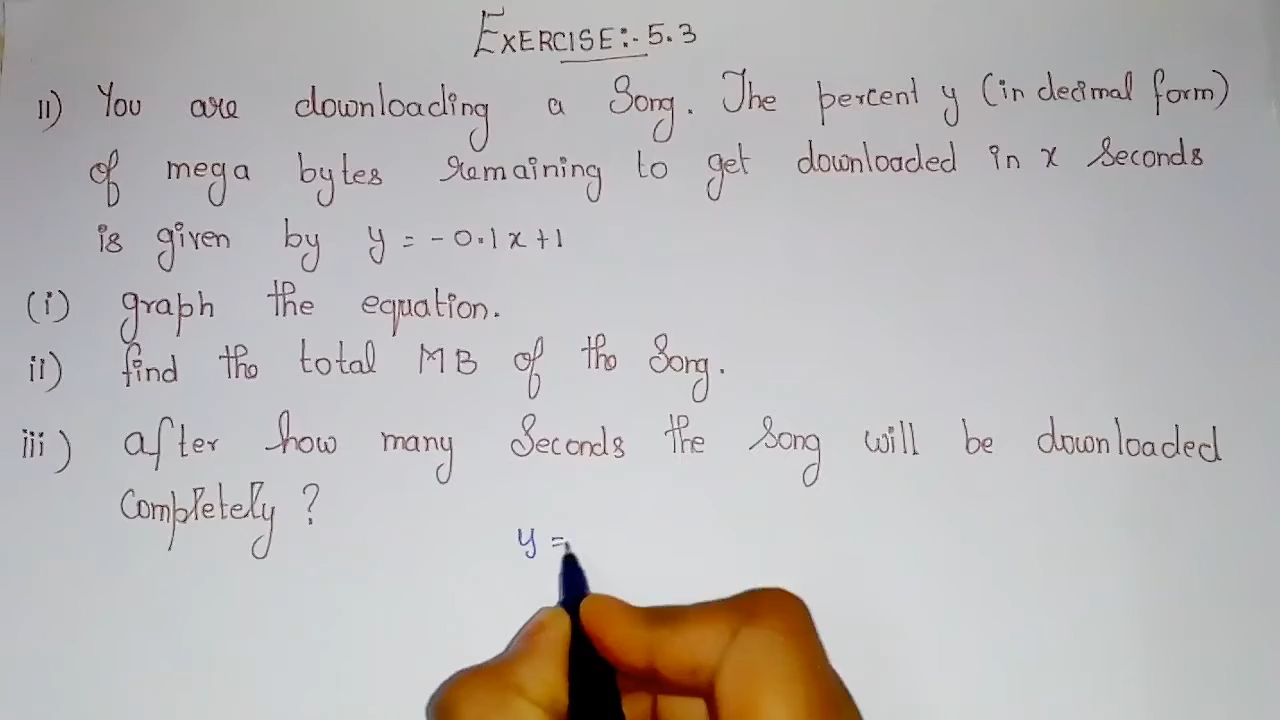 EXERCISE:- 5.3
11) You are downloading a Song. The percent y (in decimal form)
of mega bytes remaining to get downloaded in x seconds
is given by y = -0.1x+1
(i) graph the equation.
ii) find the total MB of the Song.
iii) after how many Seconds the song will be downloaded
Completely ?
y =